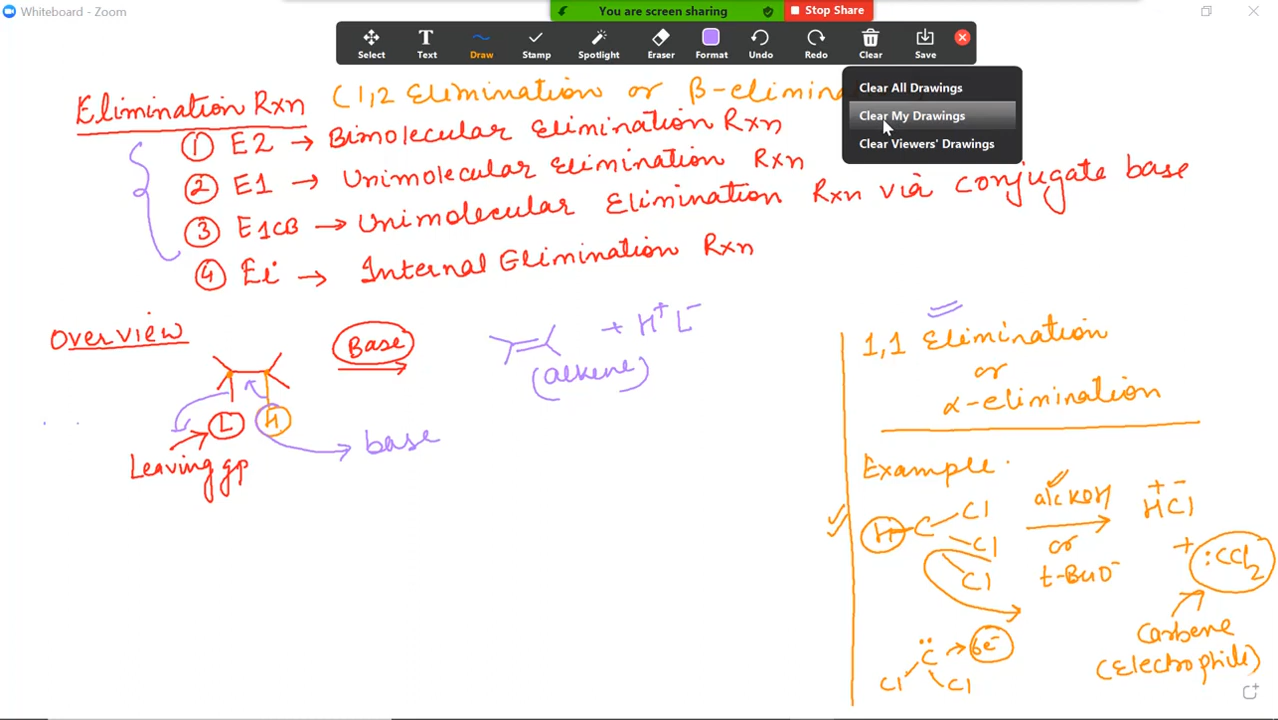 Whiteboard - Zoom
You are screen sharing
Stop Share
Select
Text
Draw
Stamp
Spotlight
Eraser
Format
Undo
Redo
Clear
Save
Clear All Drawings
Clear My Drawings
Clear Viewers' Drawings
Elimination Rxn (1,2 Elimination or β-elimina
① E2 → Bimolecular Elimination Rxn
② E1 → Unimolecular Elimination Rxn
③ E1CB → Unimolecular Elimination Rxn via conjugate base
④ Ei → Internal Elimination Rxn
Overview
Base
+ H⁺ L⁻
(alkene)
L
H
base
Leaving gp
1,1 Elimination
or
α-elimination
Example
H-C
Cl
Cl
Cl
alc KOH
or
t-BuO⁻
+ -
HCl
+
:CCl₂
Carbene
(Electrophile)
C → 6e⁻
Cl Cl